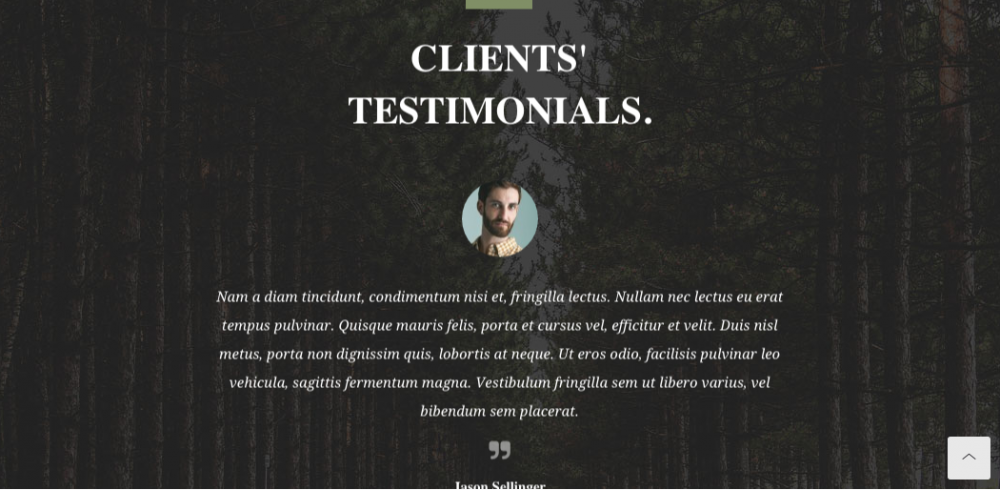 CLIENTS'
TESTIMONIALS.
Nam a diam tincidunt, condimentum nisi et, fringilla lectus. Nullam nec lectus eu erat
tempus pulvinar. Quisque mauris felis, porta et cursus vel, efficitur et velit. Duis nisl
metus, porta non dignissim quis, lobortis at neque. Ut eros odio, facilisis pulvinar leo
vehicula, sagittis fermentum magna. Vestibulum fringilla sem ut libero varius, vel
bibendum sem placerat.
”
Jason Sellinger